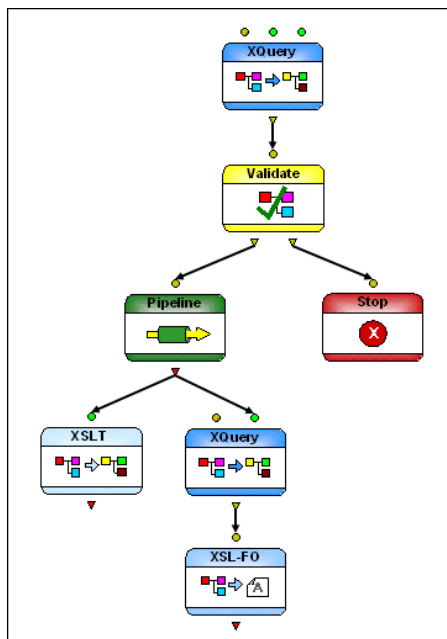 XQuery
Validate
Pipeline
Stop
X
XSLT
XQuery
XSL-FO
A